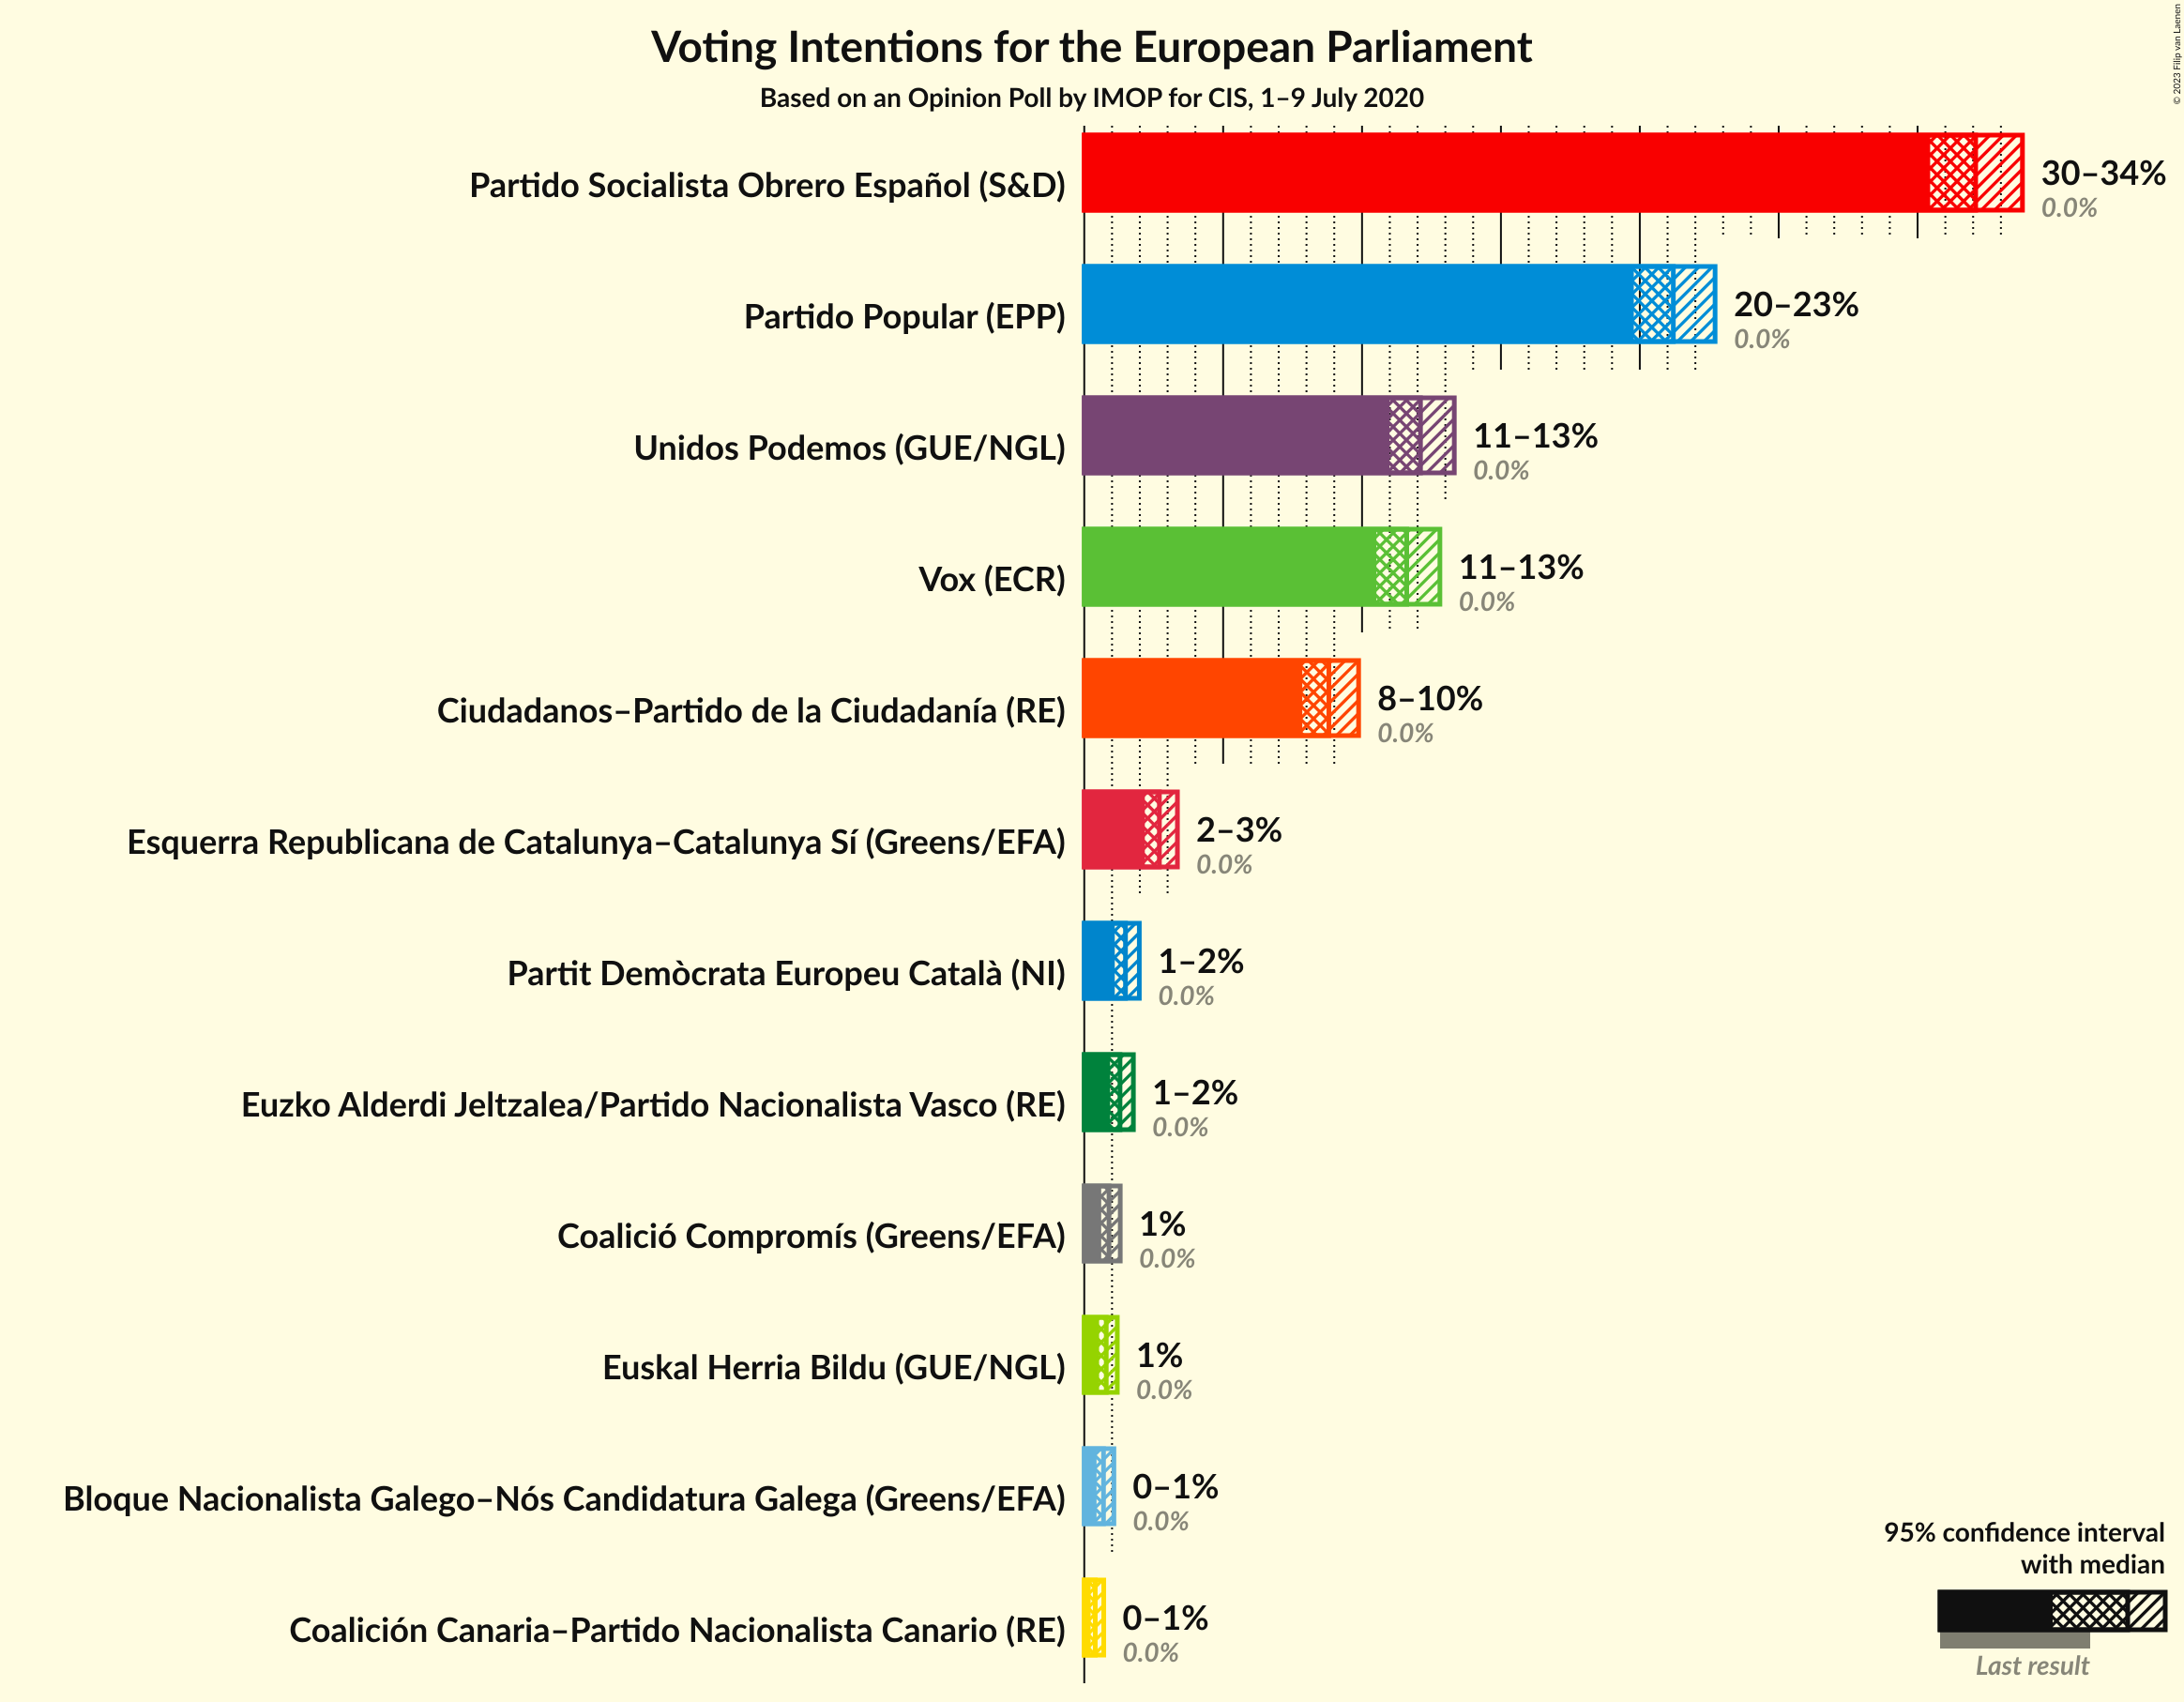 Voting Intentions for the European Parliament
Based on an Opinion Poll by IMOP for CIS, 1–9 July 2020
© 2023 Filip van Laenen
Partido Socialista Obrero Español (S&D)
30–34%
0.0%
Partido Popular (EPP)
20–23%
0.0%
Unidos Podemos (GUE/NGL)
11–13%
0.0%
Vox (ECR)
11–13%
0.0%
Ciudadanos–Partido de la Ciudadanía (RE)
8–10%
0.0%
Esquerra Republicana de Catalunya–Catalunya Sí (Greens/EFA)
2–3%
0.0%
Partit Demòcrata Europeu Català (NI)
1–2%
0.0%
Euzko Alderdi Jeltzalea/Partido Nacionalista Vasco (RE)
1–2%
0.0%
Coalició Compromís (Greens/EFA)
1%
0.0%
Euskal Herria Bildu (GUE/NGL)
1%
0.0%
Bloque Nacionalista Galego–Nós Candidatura Galega (Greens/EFA)
0–1%
0.0%
Coalición Canaria–Partido Nacionalista Canario (RE)
0–1%
0.0%
95% confidence interval
with median
Last result